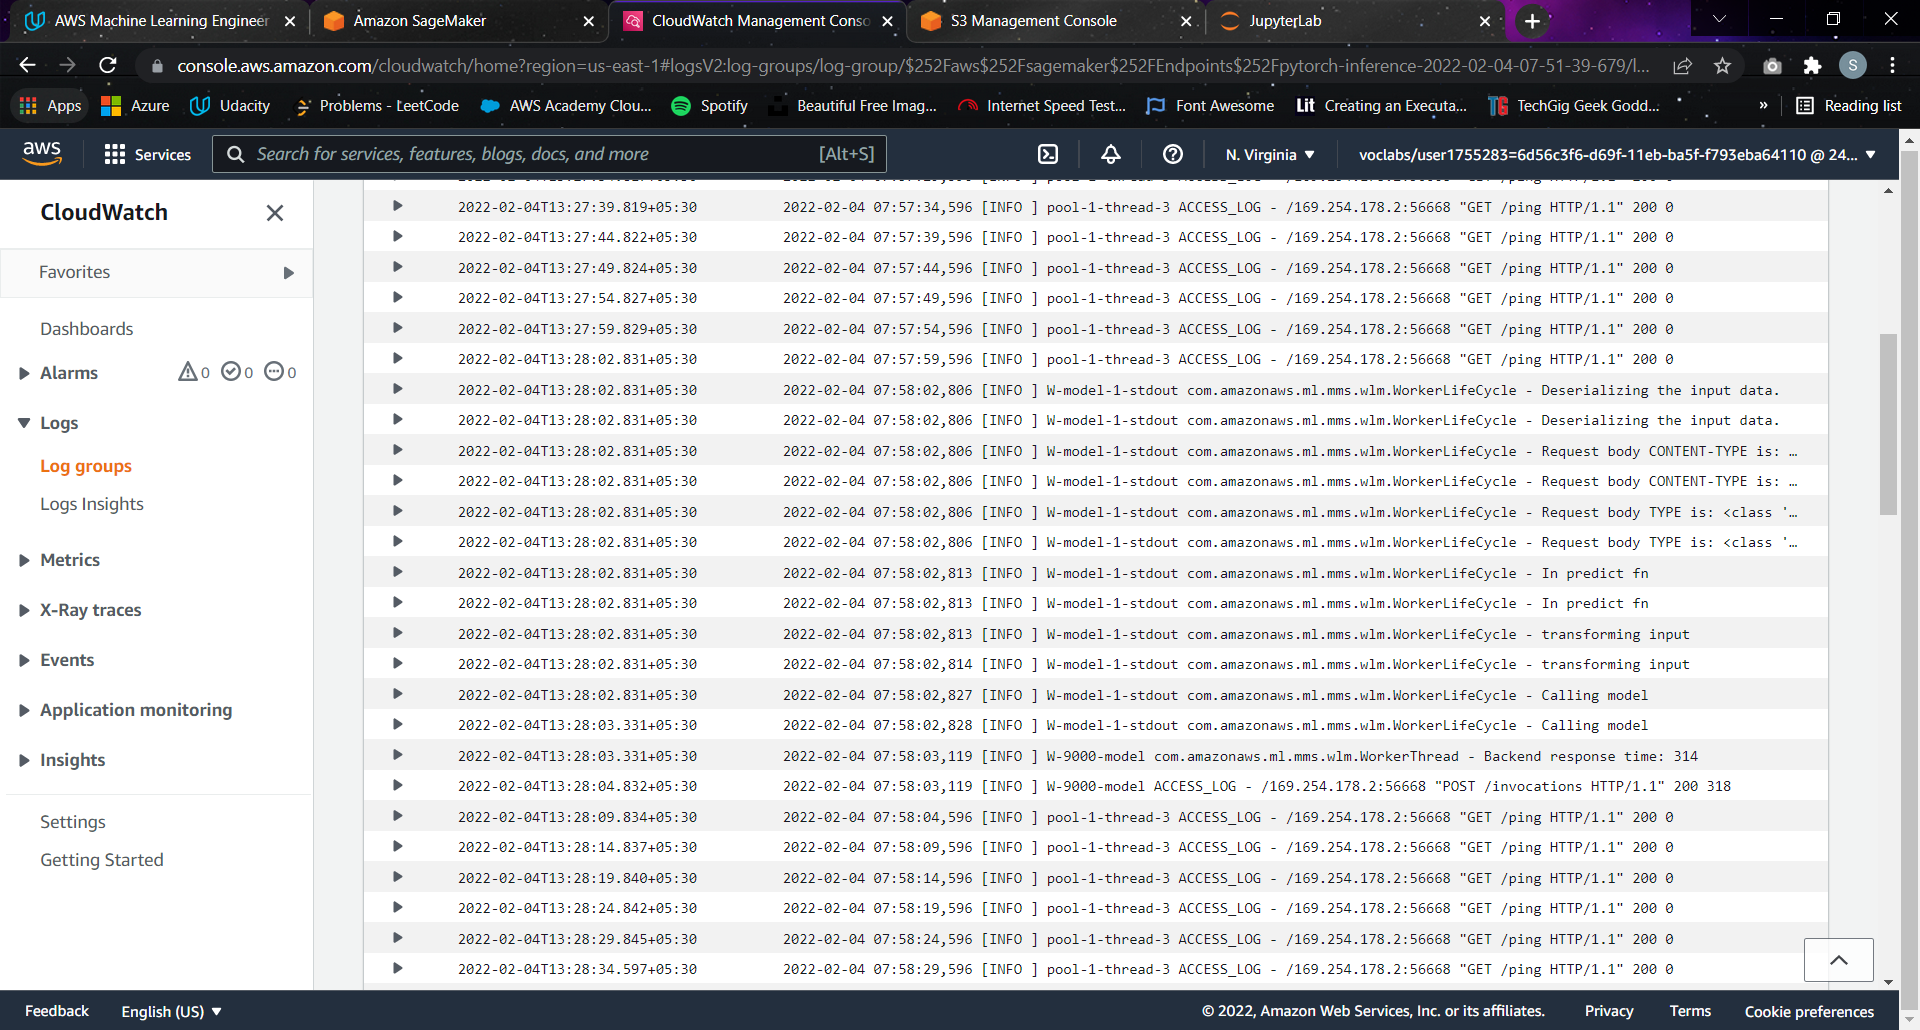 AWS Machine Learning Engineer
Amazon SageMaker
CloudWatch Management Conso
S3 Management Console
JupyterLab
console.aws.amazon.com/cloudwatch/home?region=us-east-1#logsV2:log-groups/log-group/$252Faws$252Fsagemaker$252FEndpoints$252Fpytorch-inference-2022-02-04-07-51-39-679/l...
S
Apps
Azure
Udacity
Problems - LeetCode
AWS Academy Clou...
Spotify
Beautiful Free Imag...
Internet Speed Test...
Font Awesome
Lit Creating an Executa...
TG TechGig Geek Godd...
»
Reading list
aws
Services
Search for services, features, blogs, docs, and more [Alt+S]
N. Virginia
voclabs/user1755283=6d56c3f6-d69f-11eb-ba5f-f793eba64110 @ 24...
CloudWatch
Favorites
Dashboards
Alarms 0 0 0
Logs
Log groups
Logs Insights
Metrics
X-Ray traces
Events
Application monitoring
Insights
Settings
Getting Started
2022-02-04T13:27:39.819+05:30 2022-02-04 07:57:34,596 [INFO ] pool-1-thread-3 ACCESS_LOG - /169.254.178.2:56668 "GET /ping HTTP/1.1" 200 0
2022-02-04T13:27:44.822+05:30 2022-02-04 07:57:39,596 [INFO ] pool-1-thread-3 ACCESS_LOG - /169.254.178.2:56668 "GET /ping HTTP/1.1" 200 0
2022-02-04T13:27:49.824+05:30 2022-02-04 07:57:44,596 [INFO ] pool-1-thread-3 ACCESS_LOG - /169.254.178.2:56668 "GET /ping HTTP/1.1" 200 0
2022-02-04T13:27:54.827+05:30 2022-02-04 07:57:49,596 [INFO ] pool-1-thread-3 ACCESS_LOG - /169.254.178.2:56668 "GET /ping HTTP/1.1" 200 0
2022-02-04T13:27:59.829+05:30 2022-02-04 07:57:54,596 [INFO ] pool-1-thread-3 ACCESS_LOG - /169.254.178.2:56668 "GET /ping HTTP/1.1" 200 0
2022-02-04T13:28:02.831+05:30 2022-02-04 07:57:59,596 [INFO ] pool-1-thread-3 ACCESS_LOG - /169.254.178.2:56668 "GET /ping HTTP/1.1" 200 0
2022-02-04T13:28:02.831+05:30 2022-02-04 07:58:02,806 [INFO ] W-model-1-stdout com.amazonaws.ml.mms.wlm.WorkerLifeCycle - Deserializing the input data.
2022-02-04T13:28:02.831+05:30 2022-02-04 07:58:02,806 [INFO ] W-model-1-stdout com.amazonaws.ml.mms.wlm.WorkerLifeCycle - Deserializing the input data.
2022-02-04T13:28:02.831+05:30 2022-02-04 07:58:02,806 [INFO ] W-model-1-stdout com.amazonaws.ml.mms.wlm.WorkerLifeCycle - Request body CONTENT-TYPE is: …
2022-02-04T13:28:02.831+05:30 2022-02-04 07:58:02,806 [INFO ] W-model-1-stdout com.amazonaws.ml.mms.wlm.WorkerLifeCycle - Request body CONTENT-TYPE is: …
2022-02-04T13:28:02.831+05:30 2022-02-04 07:58:02,806 [INFO ] W-model-1-stdout com.amazonaws.ml.mms.wlm.WorkerLifeCycle - Request body TYPE is: <class '…
2022-02-04T13:28:02.831+05:30 2022-02-04 07:58:02,806 [INFO ] W-model-1-stdout com.amazonaws.ml.mms.wlm.WorkerLifeCycle - Request body TYPE is: <class '…
2022-02-04T13:28:02.831+05:30 2022-02-04 07:58:02,813 [INFO ] W-model-1-stdout com.amazonaws.ml.mms.wlm.WorkerLifeCycle - In predict fn
2022-02-04T13:28:02.831+05:30 2022-02-04 07:58:02,813 [INFO ] W-model-1-stdout com.amazonaws.ml.mms.wlm.WorkerLifeCycle - In predict fn
2022-02-04T13:28:02.831+05:30 2022-02-04 07:58:02,813 [INFO ] W-model-1-stdout com.amazonaws.ml.mms.wlm.WorkerLifeCycle - transforming input
2022-02-04T13:28:02.831+05:30 2022-02-04 07:58:02,814 [INFO ] W-model-1-stdout com.amazonaws.ml.mms.wlm.WorkerLifeCycle - transforming input
2022-02-04T13:28:02.831+05:30 2022-02-04 07:58:02,827 [INFO ] W-model-1-stdout com.amazonaws.ml.mms.wlm.WorkerLifeCycle - Calling model
2022-02-04T13:28:03.331+05:30 2022-02-04 07:58:02,828 [INFO ] W-model-1-stdout com.amazonaws.ml.mms.wlm.WorkerLifeCycle - Calling model
2022-02-04T13:28:03.331+05:30 2022-02-04 07:58:03,119 [INFO ] W-9000-model com.amazonaws.ml.mms.wlm.WorkerThread - Backend response time: 314
2022-02-04T13:28:04.832+05:30 2022-02-04 07:58:03,119 [INFO ] W-9000-model ACCESS_LOG - /169.254.178.2:56668 "POST /invocations HTTP/1.1" 200 318
2022-02-04T13:28:09.834+05:30 2022-02-04 07:58:04,596 [INFO ] pool-1-thread-3 ACCESS_LOG - /169.254.178.2:56668 "GET /ping HTTP/1.1" 200 0
2022-02-04T13:28:14.837+05:30 2022-02-04 07:58:09,596 [INFO ] pool-1-thread-3 ACCESS_LOG - /169.254.178.2:56668 "GET /ping HTTP/1.1" 200 0
2022-02-04T13:28:19.840+05:30 2022-02-04 07:58:14,596 [INFO ] pool-1-thread-3 ACCESS_LOG - /169.254.178.2:56668 "GET /ping HTTP/1.1" 200 0
2022-02-04T13:28:24.842+05:30 2022-02-04 07:58:19,596 [INFO ] pool-1-thread-3 ACCESS_LOG - /169.254.178.2:56668 "GET /ping HTTP/1.1" 200 0
2022-02-04T13:28:29.845+05:30 2022-02-04 07:58:24,596 [INFO ] pool-1-thread-3 ACCESS_LOG - /169.254.178.2:56668 "GET /ping HTTP/1.1" 200 0
2022-02-04T13:28:34.597+05:30 2022-02-04 07:58:29,596 [INFO ] pool-1-thread-3 ACCESS_LOG - /169.254.178.2:56668 "GET /ping HTTP/1.1" 200 0
Feedback
English (US)
© 2022, Amazon Web Services, Inc. or its affiliates.
Privacy
Terms
Cookie preferences